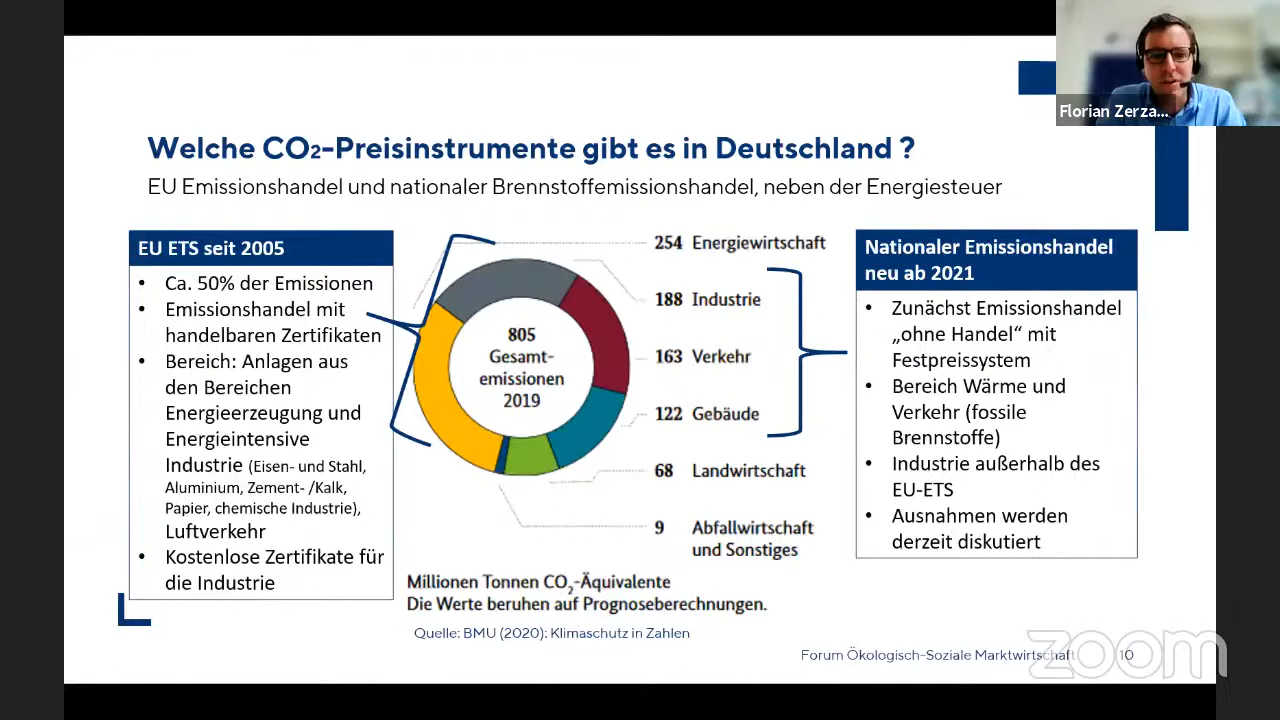 Florian Zerza...
Welche CO₂-Preisinstrumente gibt es in Deutschland ?
EU Emissionshandel und nationaler Brennstoffemissionshandel, neben der Energiesteuer
EU ETS seit 2005
• Ca. 50% der Emissionen
• Emissionshandel mit
handelbaren Zertifikaten
• Bereich: Anlagen aus
den Bereichen
Energieerzeugung und
Energieintensive
Industrie (Eisen- und Stahl,
Aluminium, Zement- /Kalk,
Papier, chemische Industrie),
Luftverkehr
• Kostenlose Zertifikate für
die Industrie
805
Gesamt-
emissionen
2019
254 Energiewirtschaft
188 Industrie
163 Verkehr
122 Gebäude
68 Landwirtschaft
9 Abfallwirtschaft
und Sonstiges
Millionen Tonnen CO₂-Äquivalente
Die Werte beruhen auf Prognoseberechnungen.
Quelle: BMU (2020): Klimaschutz in Zahlen
Nationaler Emissionshandel
neu ab 2021
• Zunächst Emissionshandel
„ohne Handel“ mit
Festpreissystem
• Bereich Wärme und
Verkehr (fossile
Brennstoffe)
• Industrie außerhalb des
EU-ETS
• Ausnahmen werden
derzeit diskutiert
Forum Ökologisch-Soziale Marktwirtschaft 10
zoom